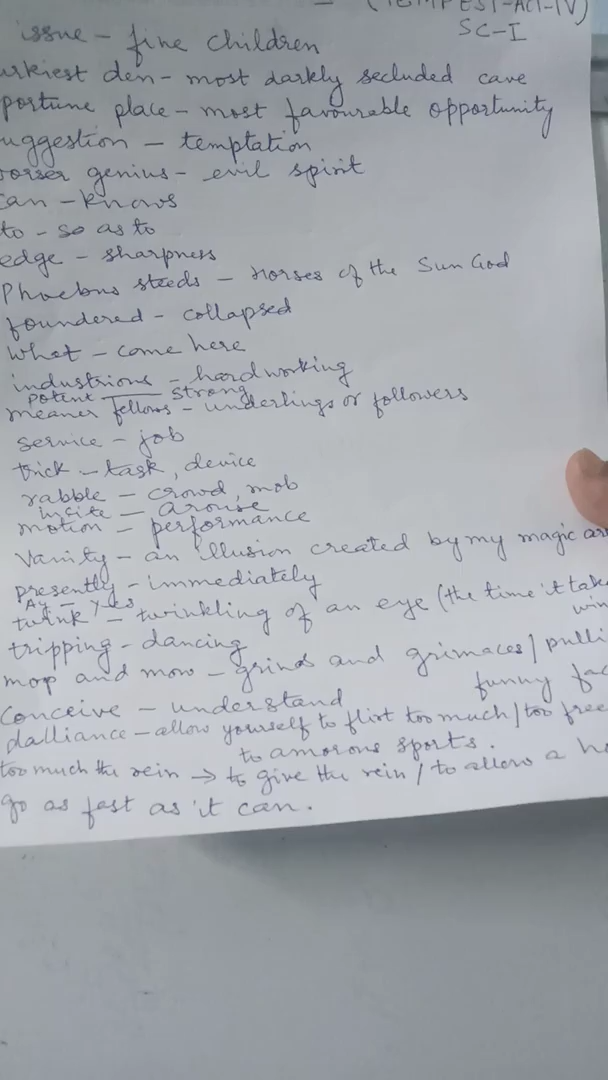 (TEMPEST-ACT-IV)
SC-I
issue - fine children
urkiest den - most darkly secluded cave
portune place - most favourable opportunity
uggestion - temptation
orser genius - evil spirit
can - knows
to - so as to
edge - sharpness
Phoebus steeds - horses of the Sun God
foundered - collapsed
What - come here
industrious - hardworking
potent - strong
meaner fellows - underlings or followers
service - job
trick - task, device
rabble - crowd, mob
incite - arouse
motion - performance
Vanity - an illusion created by my magic ar
presently - immediately
Ay - yes
twink - twinkling of an eye (the time it take
win
tripping - dancing
mop and mow - grins and grimaces / pulli
funny fac
Conceive - understand
dalliance - allow yourself to flirt too much / too free
to amorous sports.
too much the rein → to give the rein / to allow a ho
go as fast as it can.